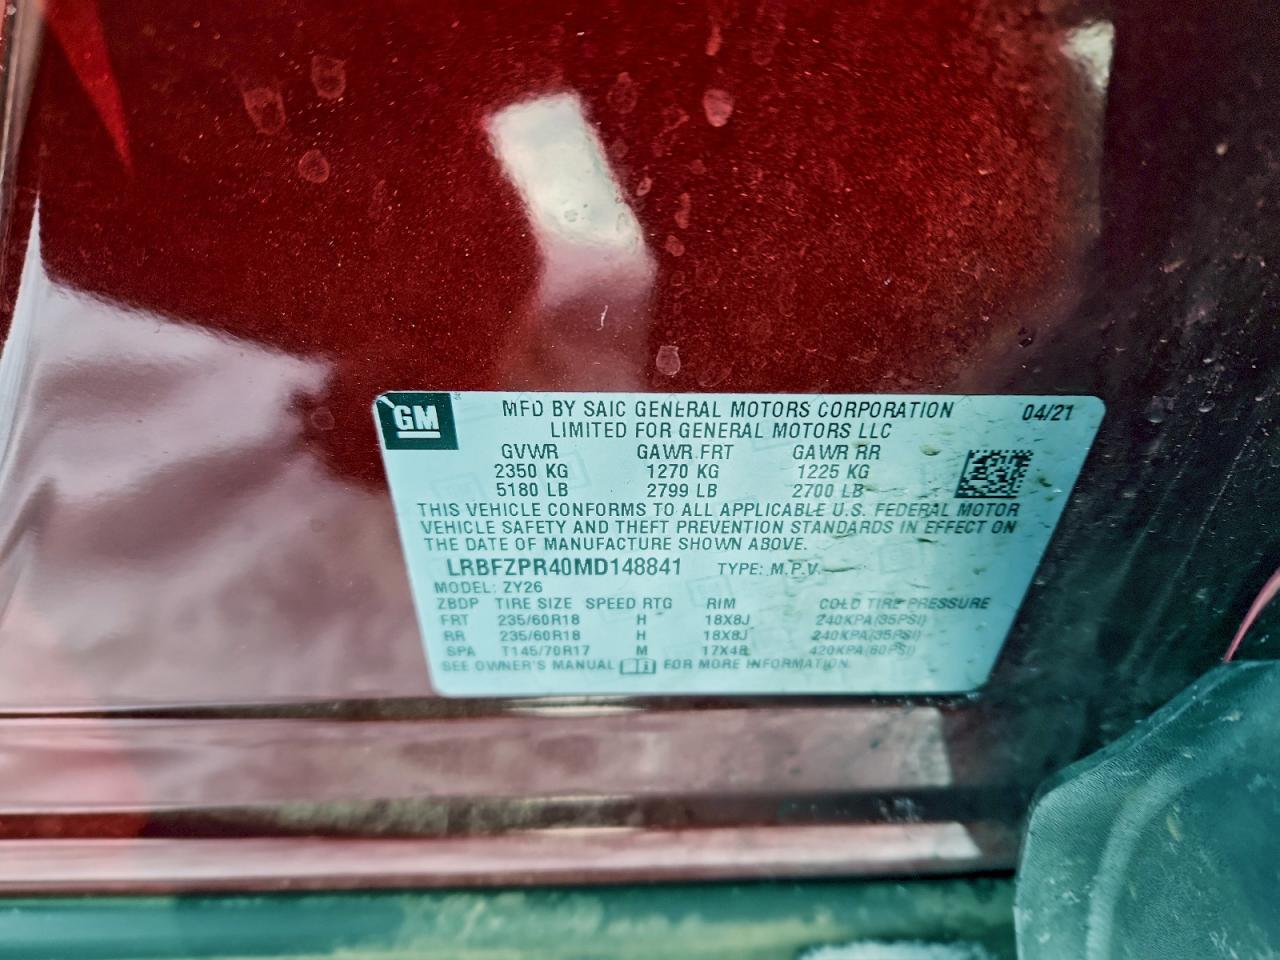 GM
MFD BY SAIC GENERAL MOTORS CORPORATION 04/21
LIMITED FOR GENERAL MOTORS LLC
GVWR GAWR FRT GAWR RR
2350 KG 1270 KG 1225 KG
5180 LB 2799 LB 2700 LB
THIS VEHICLE CONFORMS TO ALL APPLICABLE U.S. FEDERAL MOTOR
VEHICLE SAFETY AND THEFT PREVENTION STANDARDS IN EFFECT ON
THE DATE OF MANUFACTURE SHOWN ABOVE.
LRBFZPR40MD148841 TYPE: M.P.V.
MODEL: ZY26
ZBDP TIRE SIZE SPEED RTG RIM COLD TIRE PRESSURE
FRT 235/60R18 H 18X8J 240KPA(35PSI)
RR 235/60R18 H 18X8J 240KPA(35PSI)
SPA T145/70R17 M 17X4B 420KPA(60PSI)
SEE OWNER'S MANUAL FOR MORE INFORMATION.